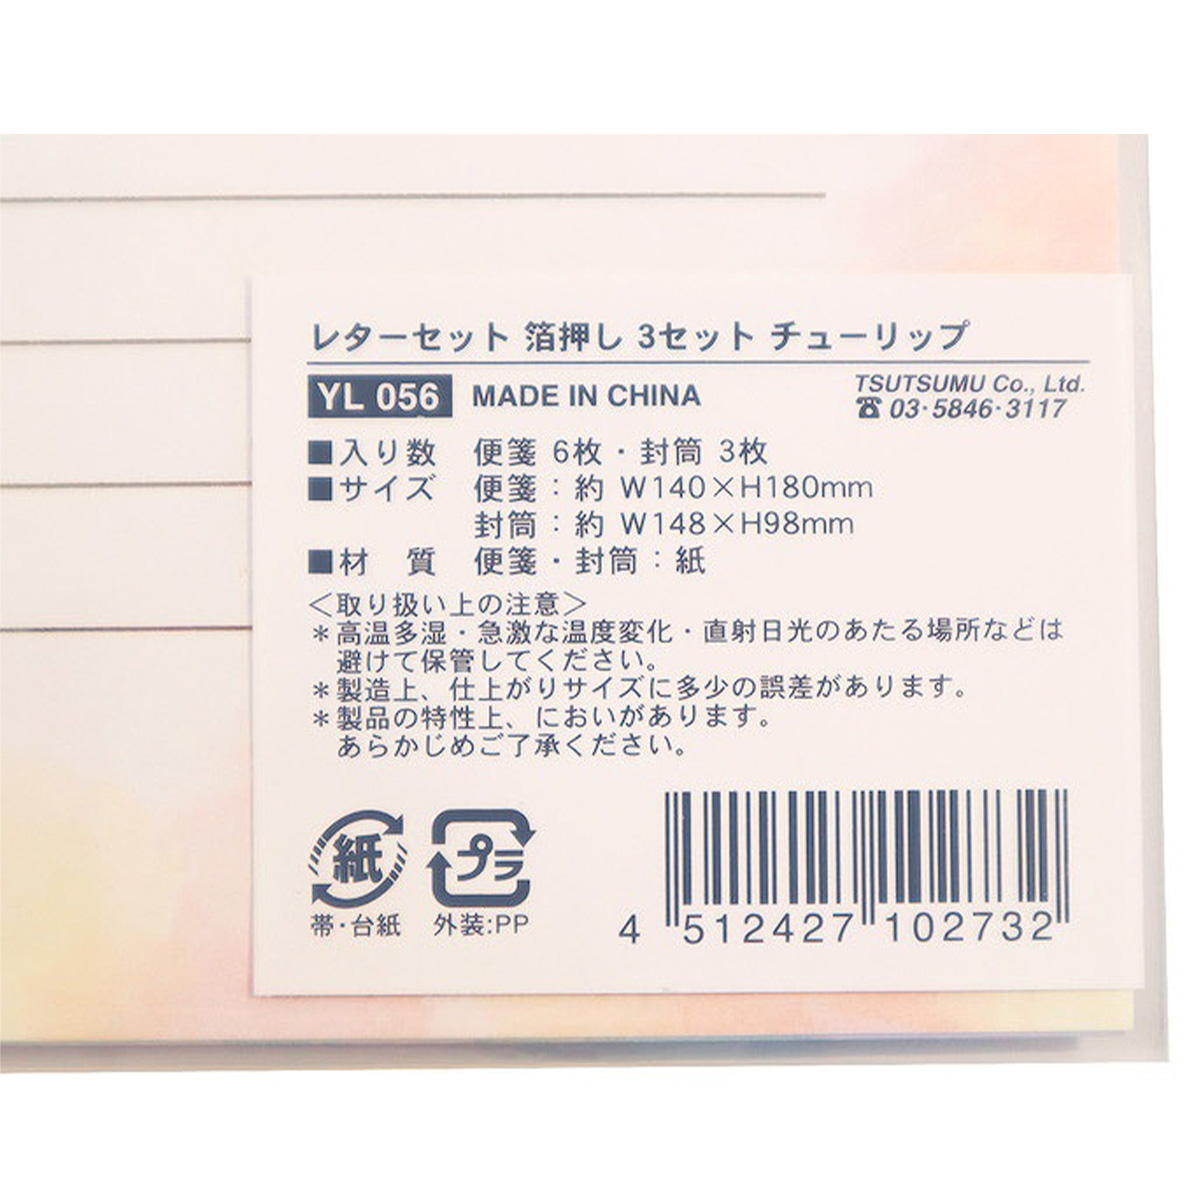 レターセット 箔押し 3セット チューリップ
YL 056 MADE IN CHINA
TSUTSUMU Co., Ltd.
☎ 03・5846・3117
■入り数 便箋 6枚・封筒 3枚
■サイズ 便箋：約 W140×H180mm
封筒：約 W148×H98mm
■材 質 便箋・封筒：紙
＜取り扱い上の注意＞
＊高温多湿・急激な温度変化・直射日光のあたる場所などは
避けて保管してください。
＊製造上、仕上がりサイズに多少の誤差があります。
＊製品の特性上、においがあります。
あらかじめご了承ください。
紙
帯・台紙
プラ
外装:PP
4 512427 102732